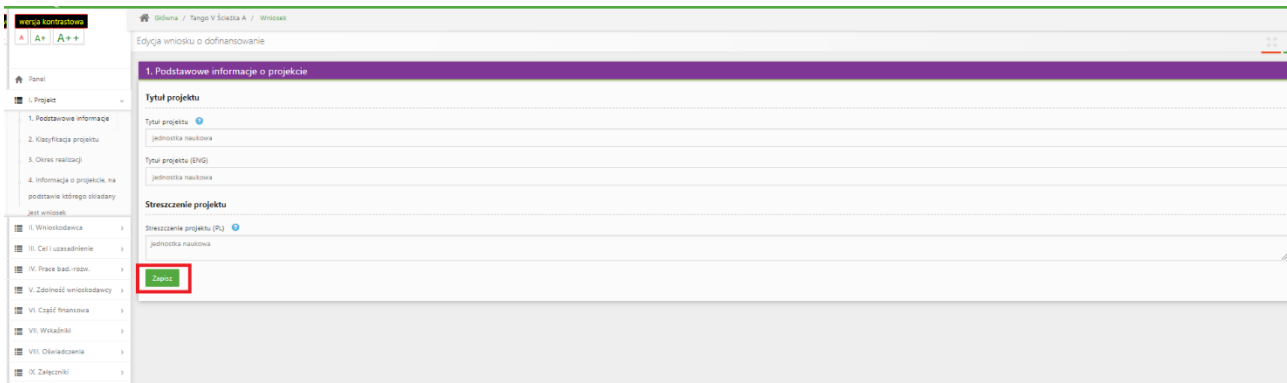 wersja kontrastowa
A A+ A++
Panel
I. Projekt
1. Podstawowe informacje
2. Klasyfikacja projektu
3. Okres realizacji
4. Informacja o projekcie, na
podstawie którego składany
jest wniosek
II. Wnioskodawca
III. Cel i uzasadnienie
IV. Prace bad.-rozw.
V. Zdolność wnioskodawcy
VI. Część finansowa
VII. Wskaźniki
VIII. Oświadczenia
IX. Załączniki
Główna / Tango V Ścieżka A / Wniosek
Edycja wniosku o dofinansowanie
1. Podstawowe informacje o projekcie
Tytuł projektu
Tytuł projektu
jednostka naukowa
Tytuł projektu (ENG)
jednostka naukowa
Streszczenie projektu
Streszczenie projektu (PL)
jednostka naukowa
Zapisz